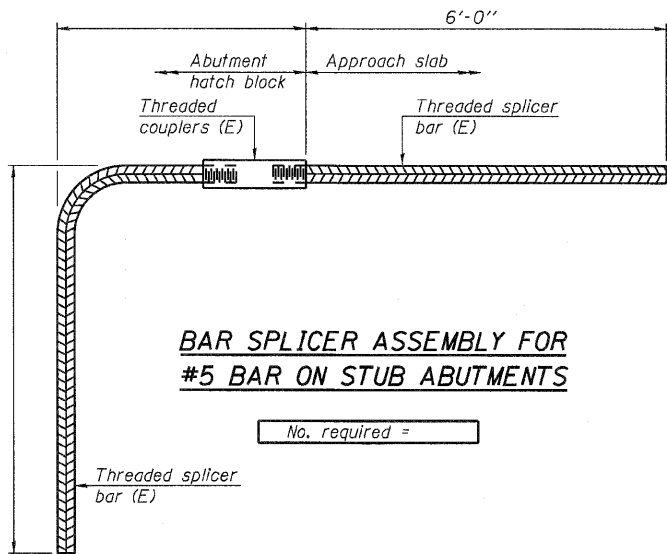 6'-0"
Abutment
hatch block
Approach slab
Threaded
couplers (E)
Threaded splicer
bar (E)
BAR SPLICER ASSEMBLY FOR
#5 BAR ON STUB ABUTMENTS
No. required =
Threaded splicer
bar (E)